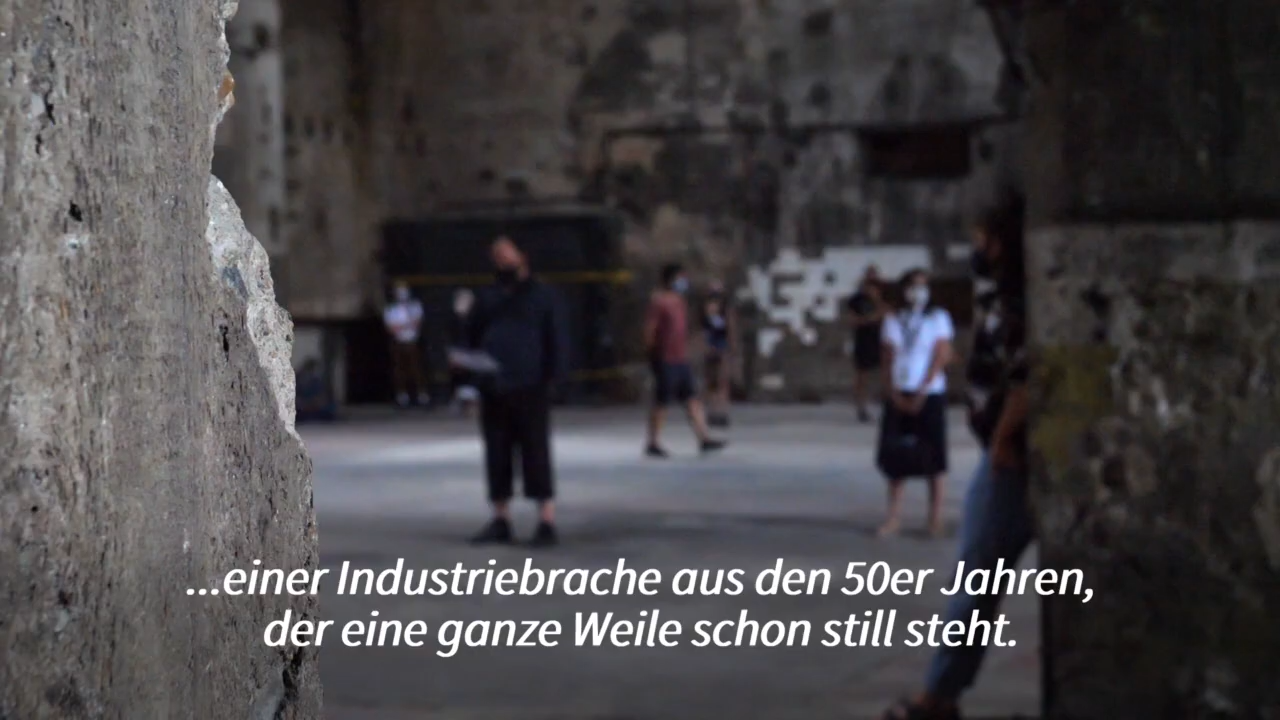 ...einer Industriebrache aus den 50er Jahren,
der eine ganze Weile schon still steht.